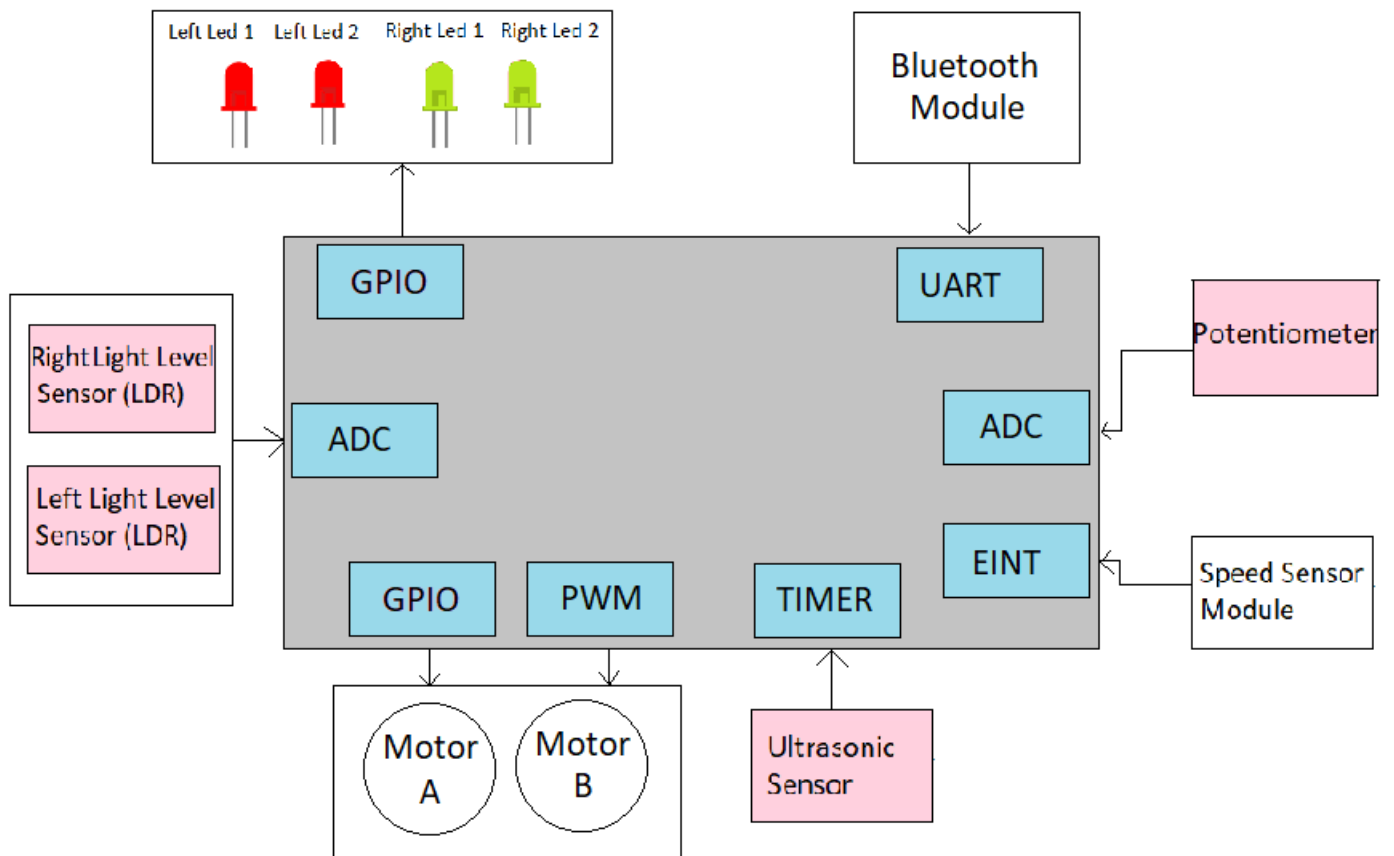 Left Led 1 Left Led 2 Right Led 1 Right Led 2
Bluetooth
Module
GPIO
UART
Right Light Level
Sensor (LDR)
Left Light Level
Sensor (LDR)
ADC
Potentiometer
ADC
EINT
Speed Sensor
Module
GPIO
PWM
TIMER
Motor
A
Motor
B
Ultrasonic
Sensor